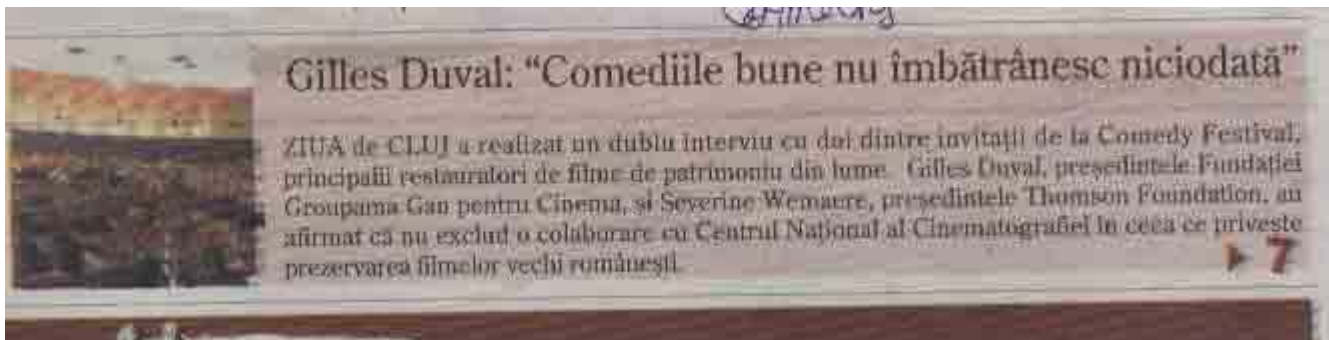 Gilles Duval: “Comediile bune nu îmbătrânesc niciodată”
ZIUA de CLUJ a realizat un dublu interviu cu doi dintre invitații de la Comedy Festival,
principalii restauratori de filme de patrimoniu din lume. Gilles Duval, președintele Fundației
Groupama Gan pentru Cinema, și Severine Wemaere, președintele Thomson Foundation, au
afirmat că nu exclud o colaborare cu Centrul Național al Cinematografiei în ceea ce privește
prezervarea filmelor vechi românești.
7